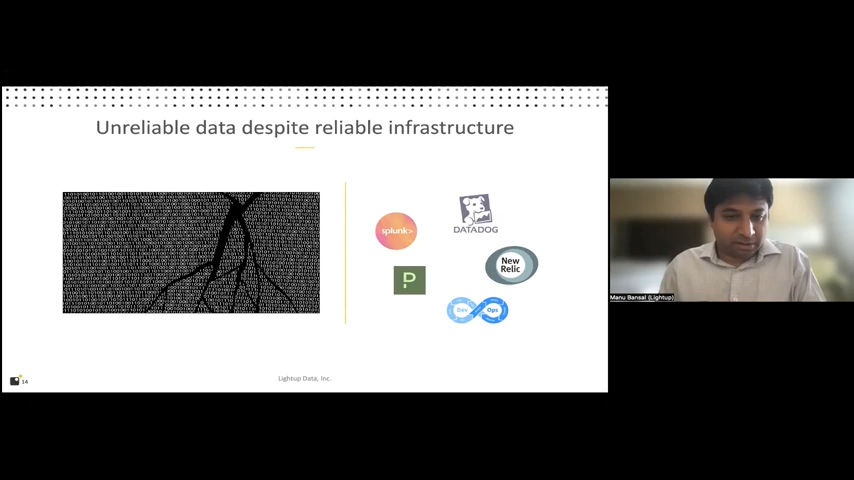 Unreliable data despite reliable infrastructure
splunk>
DATADOG
New
Relic
P
Dev
Ops
Lightup Data, Inc.
14
Manu Bansal (Lightup)